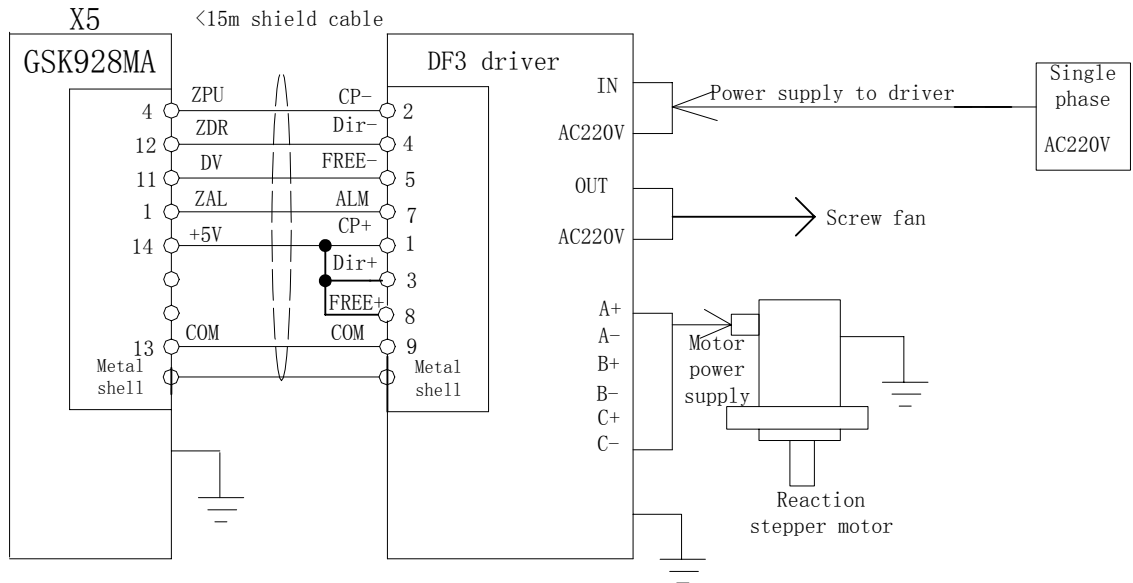 X5
<15m shield cable
GSK928MA
DF3 driver
4
ZPU
CP-
2
12
ZDR
Dir-
4
11
DV
FREE-
5
1
ZAL
ALM
7
14
+5V
CP+
1
Dir+
3
FREE+
8
13
COM
COM
9
Metal
shell
Metal
shell
IN
AC220V
Power supply to driver
Single
phase
AC220V
OUT
AC220V
Screw fan
A+
A-
B+
B-
C+
C-
Motor
power
supply
Reaction
stepper motor